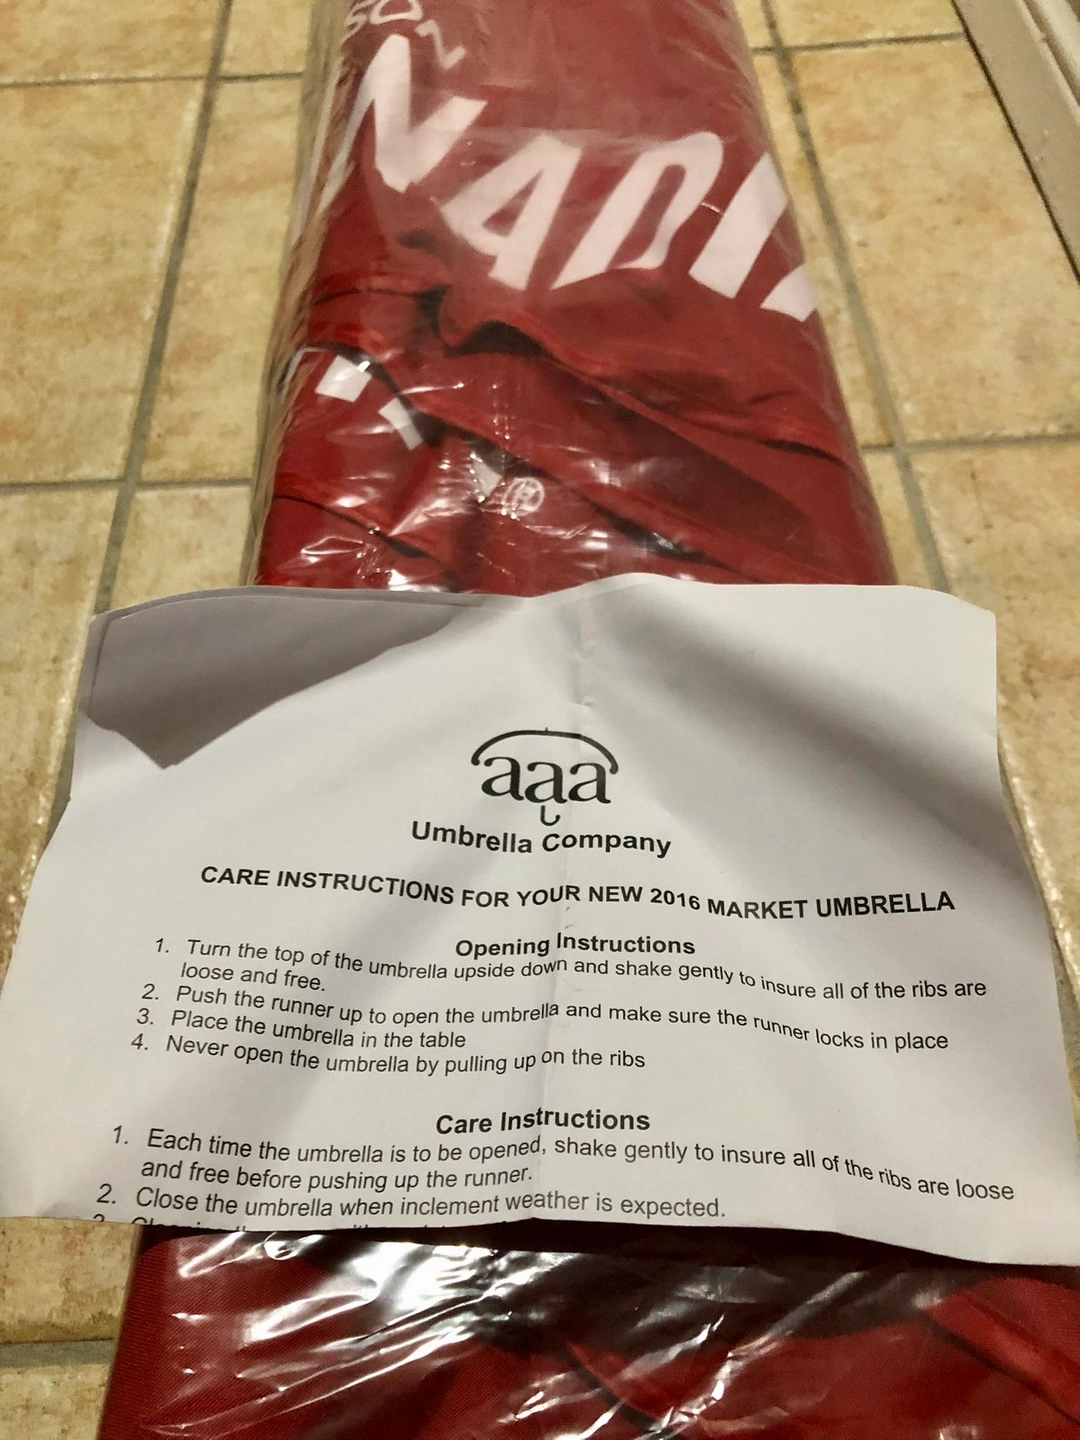 SON
NADI
®
aaa
Umbrella Company
CARE INSTRUCTIONS FOR YOUR NEW 2016 MARKET UMBRELLA
Opening Instructions
1. Turn the top of the umbrella upside down and shake gently to insure all of the ribs are
loose and free.
2. Push the runner up to open the umbrella and make sure the runner locks in place
3. Place the umbrella in the table
4. Never open the umbrella by pulling up on the ribs
Care Instructions
1. Each time the umbrella is to be opened, shake gently to insure all of the ribs are loose
and free before pushing up the runner.
2. Close the umbrella when inclement weather is expected.